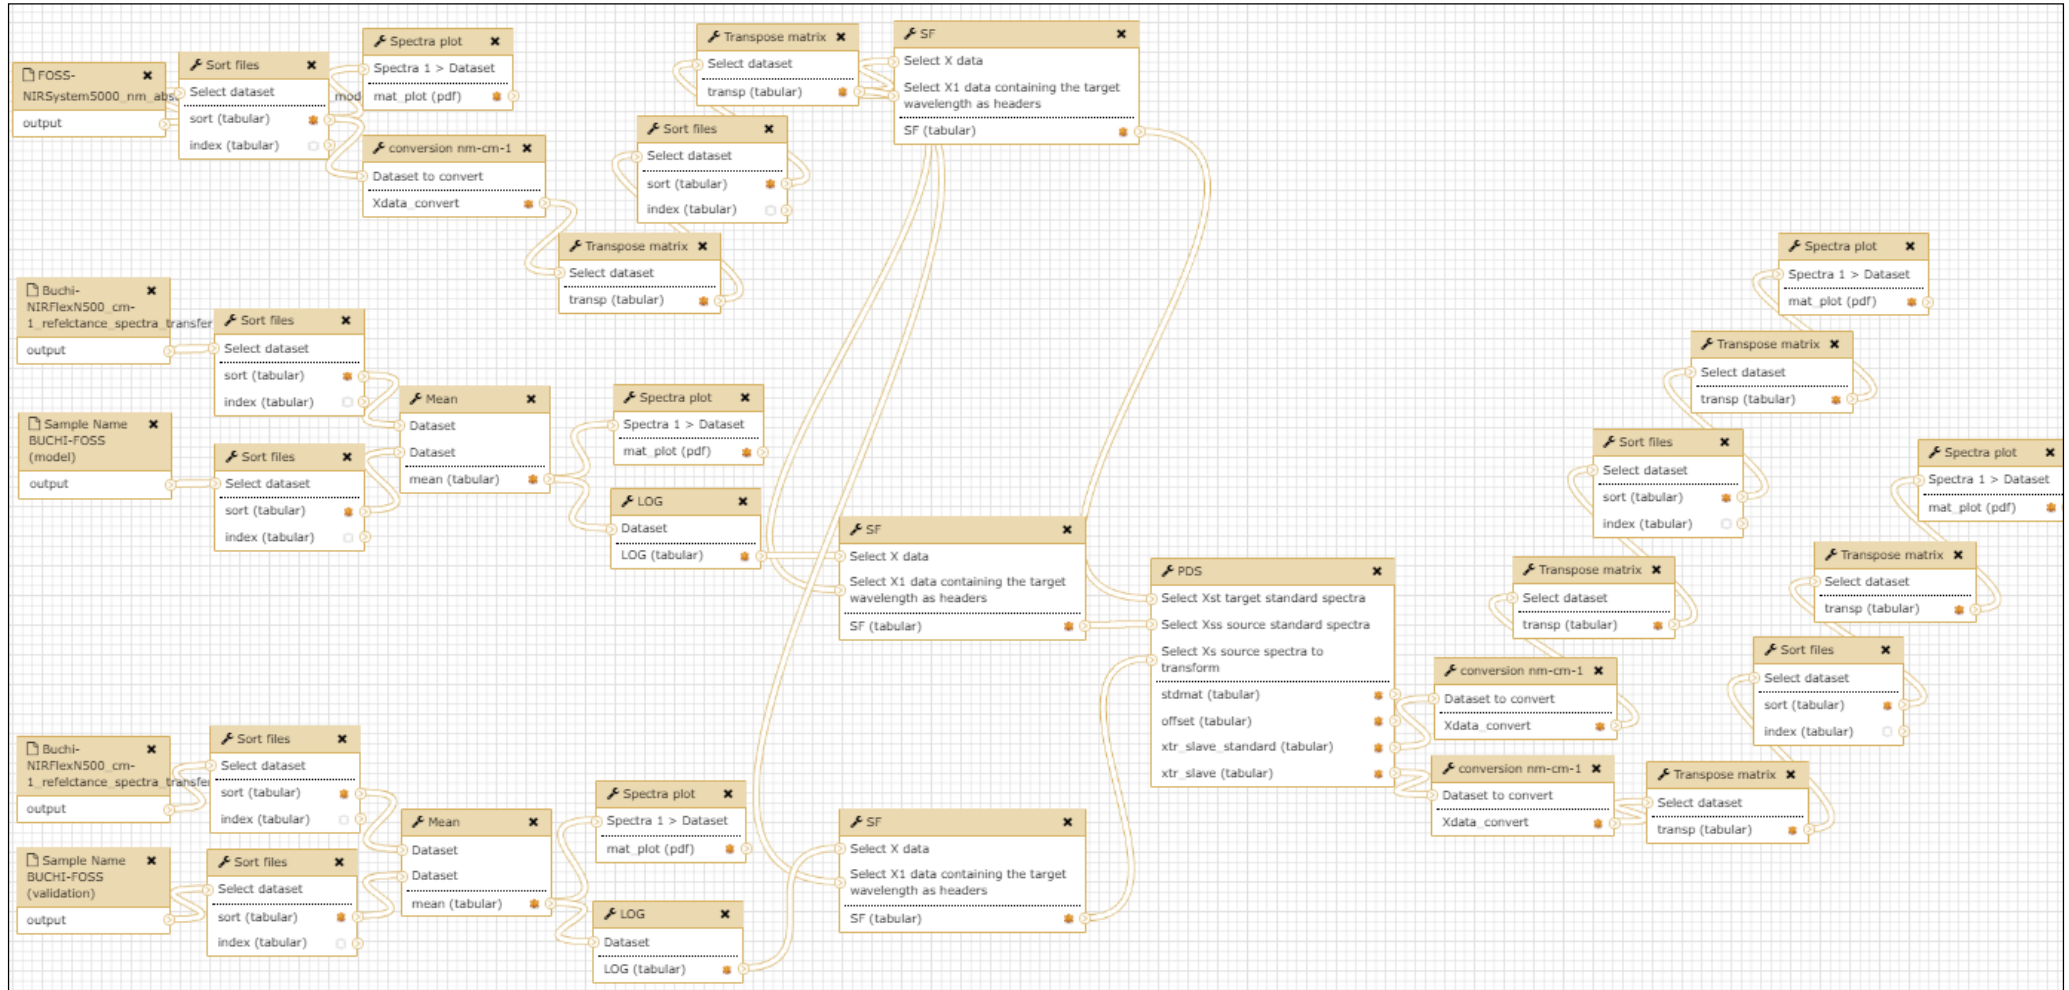 FOSS-
NIRSystem5000_nm_abs
mod
output
Sort files
Select dataset
sort (tabular)
index (tabular)
Spectra plot
Spectra 1 > Dataset
mat_plot (pdf)
conversion nm-cm-1
Dataset to convert
Xdata_convert
Transpose matrix
Select dataset
transp (tabular)
Sort files
Select dataset
sort (tabular)
index (tabular)
Transpose matrix
Select dataset
transp (tabular)
SF
Select X data
Select X1 data containing the target
wavelength as headers
SF (tabular)
Buchi-
NIRFlexN500_cm-
1_refelctance_spectra_transfer
output
Sort files
Select dataset
sort (tabular)
index (tabular)
Sample Name
BUCHI-FOSS
(model)
output
Sort files
Select dataset
sort (tabular)
index (tabular)
Mean
Dataset
Dataset
mean (tabular)
Spectra plot
Spectra 1 > Dataset
mat_plot (pdf)
LOG
Dataset
LOG (tabular)
SF
Select X data
Select X1 data containing the target
wavelength as headers
SF (tabular)
Buchi-
NIRFlexN500_cm-
1_refelctance_spectra_transfer
output
Sort files
Select dataset
sort (tabular)
index (tabular)
Sample Name
BUCHI-FOSS
(validation)
output
Sort files
Select dataset
sort (tabular)
index (tabular)
Mean
Dataset
Dataset
mean (tabular)
Spectra plot
Spectra 1 > Dataset
mat_plot (pdf)
LOG
Dataset
LOG (tabular)
SF
Select X data
Select X1 data containing the target
wavelength as headers
SF (tabular)
PDS
Select Xst target standard spectra
Select Xss source standard spectra
Select Xs source spectra to
transform
stdmat (tabular)
offset (tabular)
xtr_slave_standard (tabular)
xtr_slave (tabular)
conversion nm-cm-1
Dataset to convert
Xdata_convert
Transpose matrix
Select dataset
transp (tabular)
Sort files
Select dataset
sort (tabular)
index (tabular)
Transpose matrix
Select dataset
transp (tabular)
Spectra plot
Spectra 1 > Dataset
mat_plot (pdf)
conversion nm-cm-1
Dataset to convert
Xdata_convert
Transpose matrix
Select dataset
transp (tabular)
Sort files
Select dataset
sort (tabular)
index (tabular)
Transpose matrix
Select dataset
transp (tabular)
Spectra plot
Spectra 1 > Dataset
mat_plot (pdf)